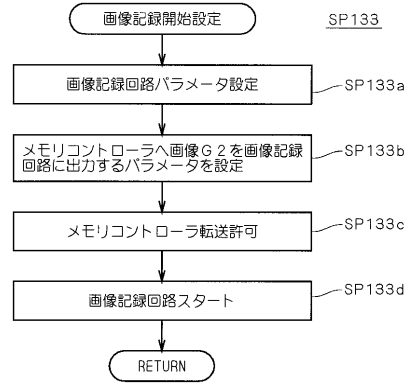 画像記録開始設定
SP133
画像記録回路パラメータ設定
SP133a
メモリコントローラへ画像G2を画像記録
回路に出力するパラメータを設定
SP133b
メモリコントローラ転送許可
SP133c
画像記録回路スタート
SP133d
RETURN